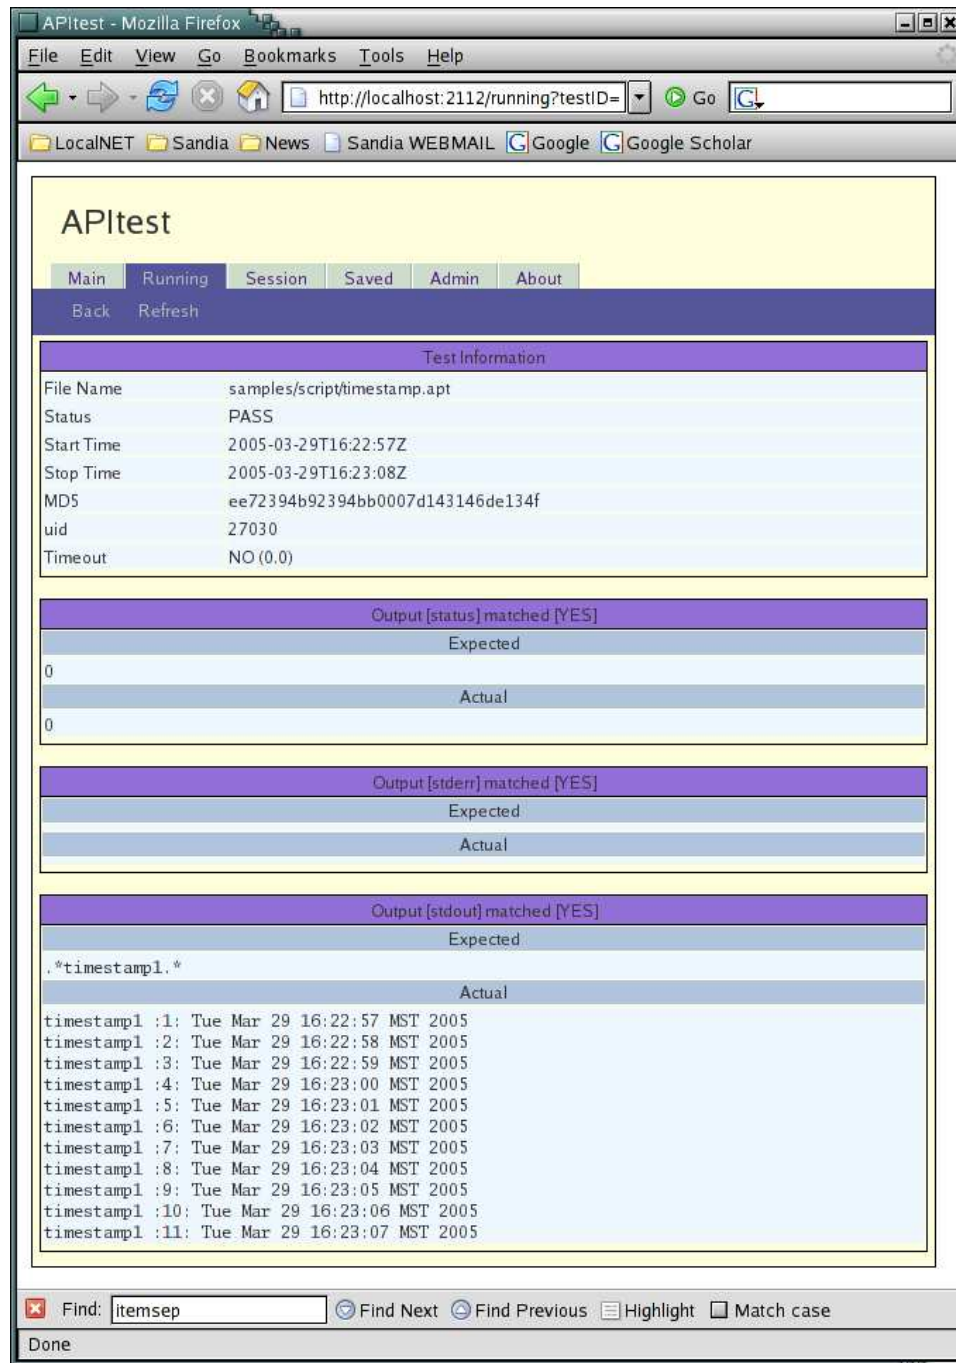 APItest - Mozilla Firefox
File Edit View Go Bookmarks Tools Help
http://localhost:2112/running?testID= Go G
LocalNET Sandia News Sandia WEBMAIL G Google G Google Scholar
APItest
Main Running Session Saved Admin About
Back Refresh
Test Information
File Name samples/script/timestamp.apt
Status PASS
Start Time 2005-03-29T16:22:57Z
Stop Time 2005-03-29T16:23:08Z
MD5 ee72394b92394bb0007d143146de134f
uid 27030
Timeout NO (0.0)
Output [status] matched [YES]
Expected
0
Actual
0
Output [stderr] matched [YES]
Expected
Actual
Output [stdout] matched [YES]
Expected
.*timestamp1.*
Actual
timestamp1 :1: Tue Mar 29 16:22:57 MST 2005
timestamp1 :2: Tue Mar 29 16:22:58 MST 2005
timestamp1 :3: Tue Mar 29 16:22:59 MST 2005
timestamp1 :4: Tue Mar 29 16:23:00 MST 2005
timestamp1 :5: Tue Mar 29 16:23:01 MST 2005
timestamp1 :6: Tue Mar 29 16:23:02 MST 2005
timestamp1 :7: Tue Mar 29 16:23:03 MST 2005
timestamp1 :8: Tue Mar 29 16:23:04 MST 2005
timestamp1 :9: Tue Mar 29 16:23:05 MST 2005
timestamp1 :10: Tue Mar 29 16:23:06 MST 2005
timestamp1 :11: Tue Mar 29 16:23:07 MST 2005
Find: itemsep Find Next Find Previous Highlight Match case
Done